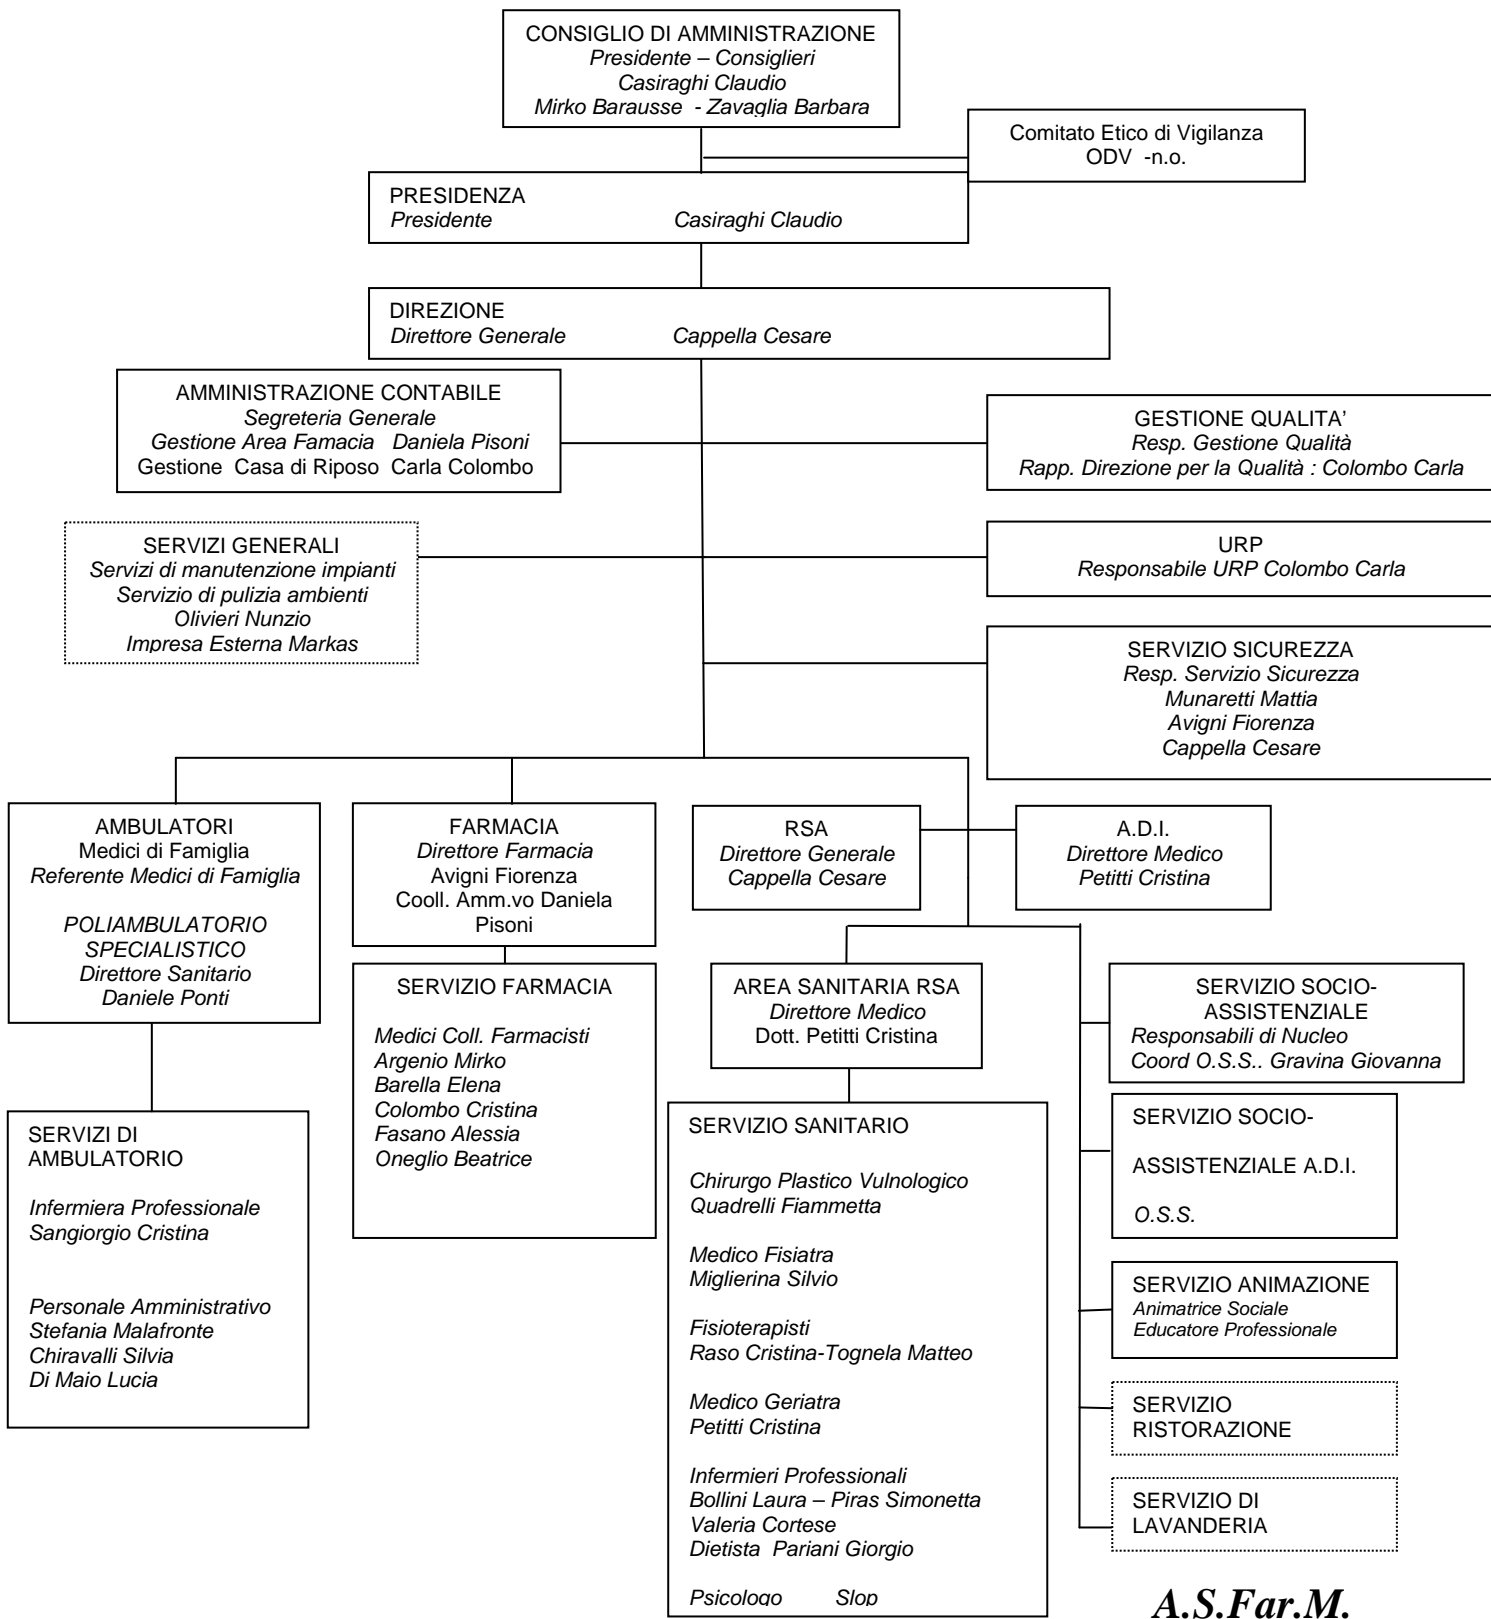 CONSIGLIO DI AMMINISTRAZIONE
Presidente – Consiglieri
Casiraghi Claudio
Mirko Barausse - Zavaglia Barbara
Comitato Etico di Vigilanza
ODV -n.o.
PRESIDENZA
Presidente Casiraghi Claudio
DIREZIONE
Direttore Generale Cappella Cesare
AMMINISTRAZIONE CONTABILE
Segreteria Generale
Gestione Area Famacia Daniela Pisoni
Gestione Casa di Riposo Carla Colombo
GESTIONE QUALITA’
Resp. Gestione Qualità
Rapp. Direzione per la Qualità : Colombo Carla
SERVIZI GENERALI
Servizi di manutenzione impianti
Servizio di pulizia ambienti
Olivieri Nunzio
Impresa Esterna Markas
URP
Responsabile URP Colombo Carla
SERVIZIO SICUREZZA
Resp. Servizio Sicurezza
Munaretti Mattia
Avigni Fiorenza
Cappella Cesare
AMBULATORI
Medici di Famiglia
Referente Medici di Famiglia
POLIAMBULATORIO
SPECIALISTICO
Direttore Sanitario
Daniele Ponti
FARMACIA
Direttore Farmacia
Avigni Fiorenza
Cooll. Amm.vo Daniela
Pisoni
RSA
Direttore Generale
Cappella Cesare
A.D.I.
Direttore Medico
Petitti Cristina
SERVIZI DI
AMBULATORIO
Infermiera Professionale
Sangiorgio Cristina
Personale Amministrativo
Stefania Malafronte
Chiravalli Silvia
Di Maio Lucia
SERVIZIO FARMACIA
Medici Coll. Farmacisti
Argenio Mirko
Barella Elena
Colombo Cristina
Fasano Alessia
Oneglio Beatrice
AREA SANITARIA RSA
Direttore Medico
Dott. Petitti Cristina
SERVIZIO SANITARIO
Chirurgo Plastico Vulnologico
Quadrelli Fiammetta
Medico Fisiatra
Miglierina Silvio
Fisioterapisti
Raso Cristina-Tognela Matteo
Medico Geriatra
Petitti Cristina
Infermieri Professionali
Bollini Laura – Piras Simonetta
Valeria Cortese
Dietista Pariani Giorgio
Psicologo Slop
SERVIZIO SOCIO-
ASSISTENZIALE
Responsabili di Nucleo
Coord O.S.S.. Gravina Giovanna
SERVIZIO SOCIO-
ASSISTENZIALE A.D.I.
O.S.S.
SERVIZIO ANIMAZIONE
Animatrice Sociale
Educatore Professionale
SERVIZIO
RISTORAZIONE
SERVIZIO DI
LAVANDERIA
A.S.Far.M.